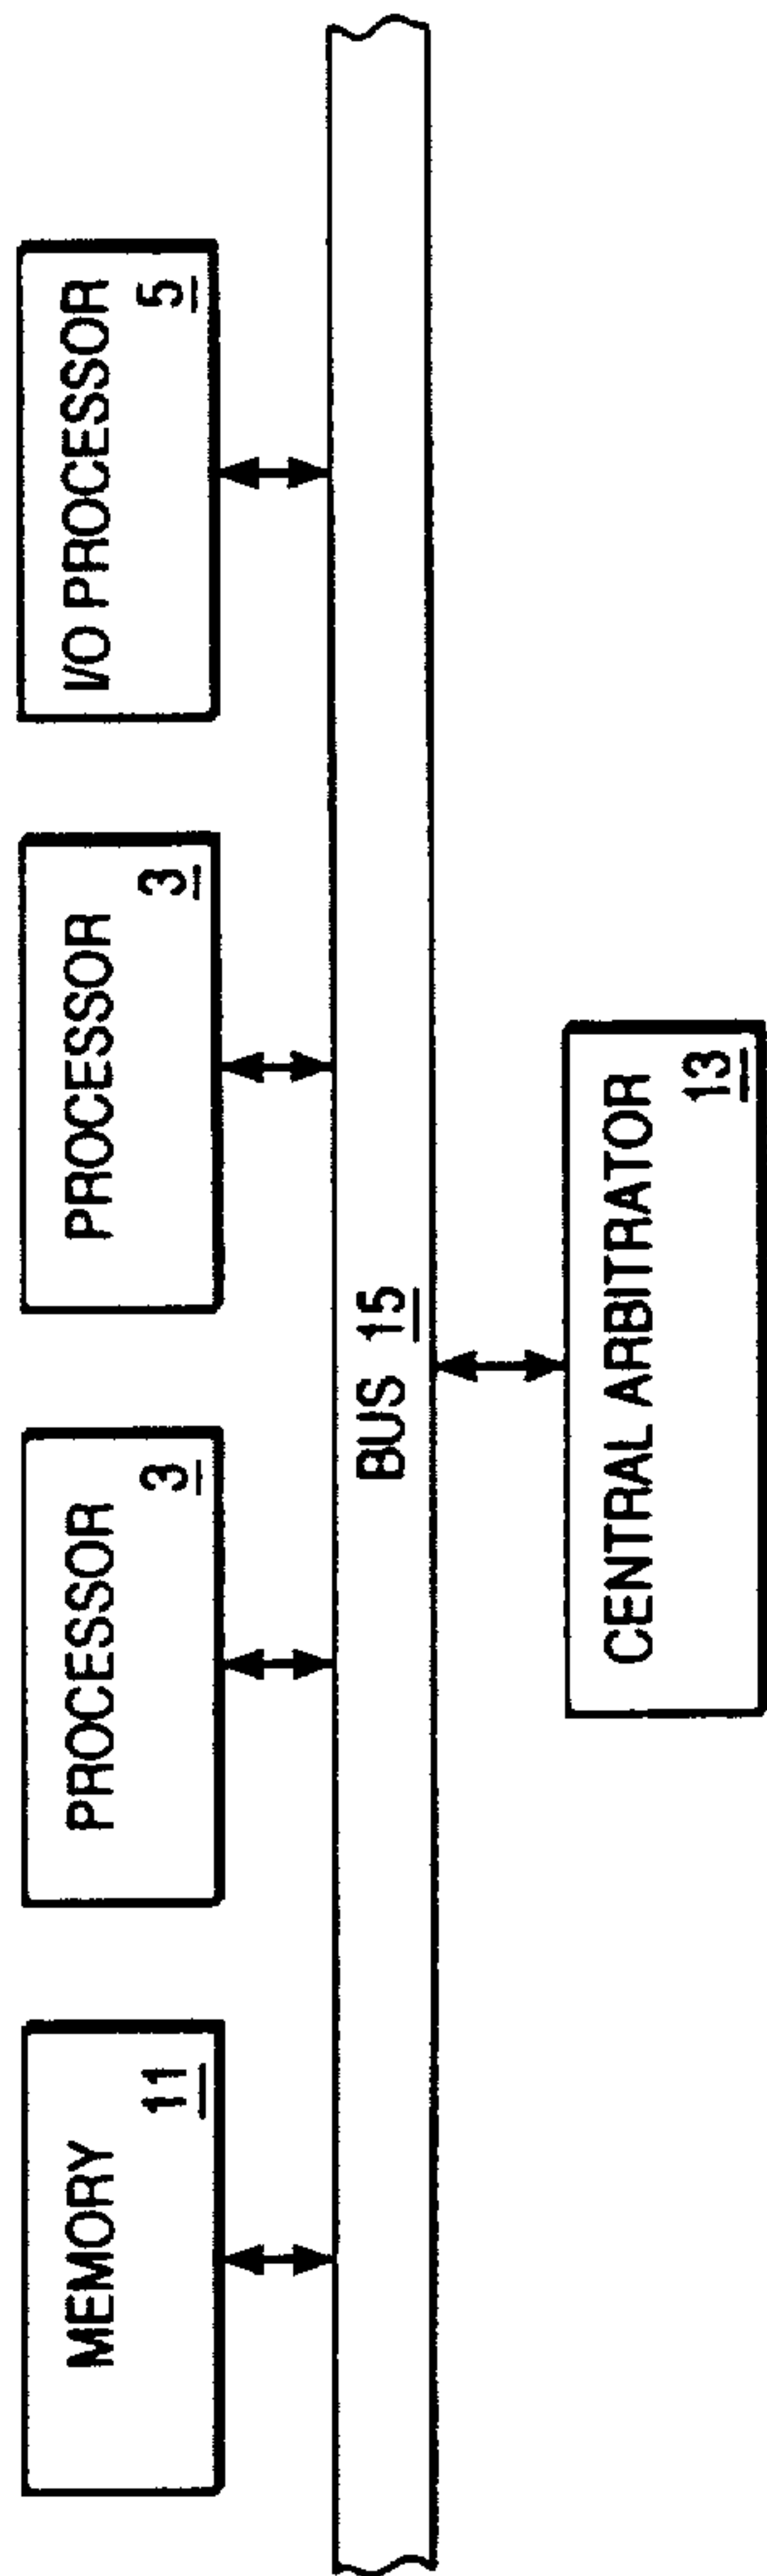 MEMORY
11
PROCESSOR
3
PROCESSOR
3
I/O PROCESSOR
5
BUS 15
CENTRAL ARBITRATOR
13